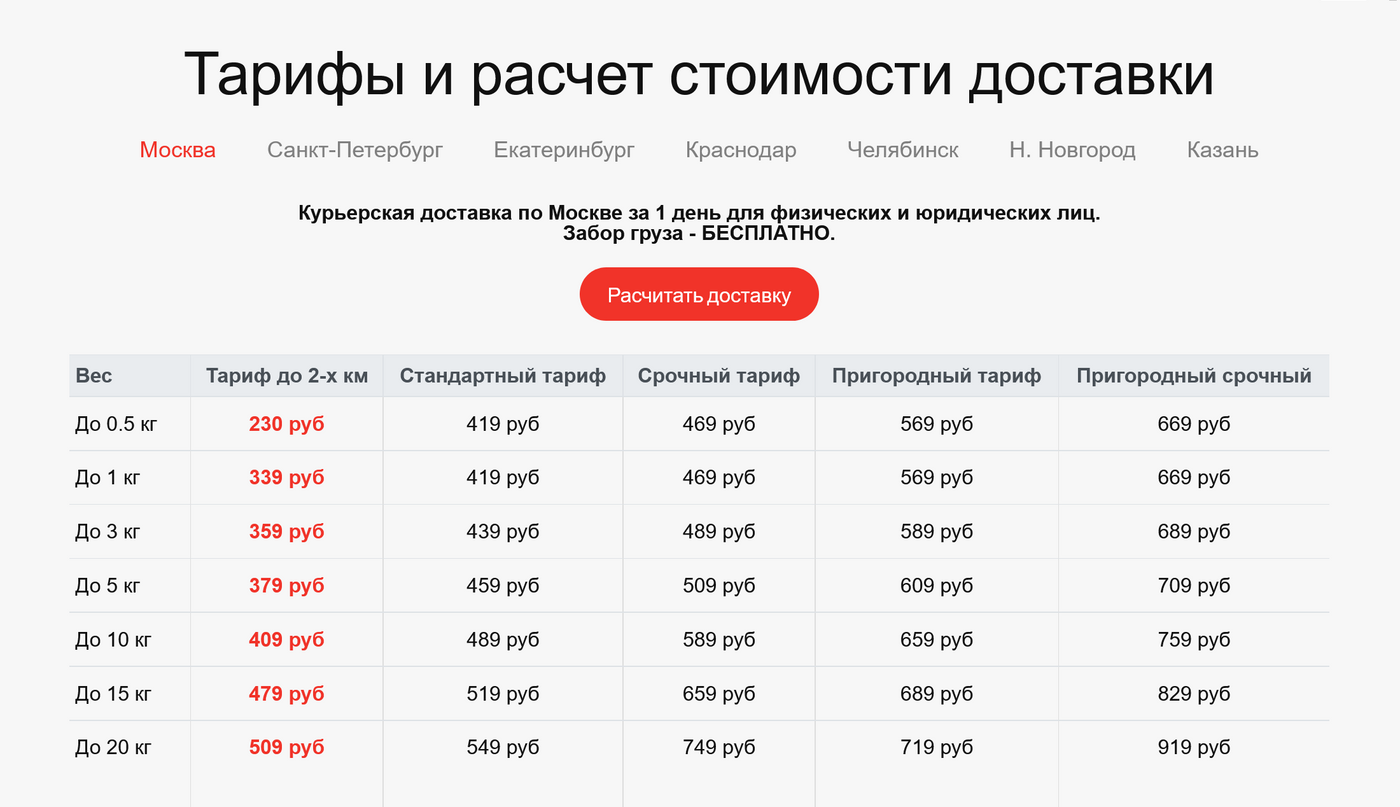 Тарифы и расчет стоимости доставки
Москва Санкт-Петербург Екатеринбург Краснодар Челябинск Н. Новгород Казань
Курьерская доставка по Москве за 1 день для физических и юридических лиц.
Забор груза - БЕСПЛАТНО.
Расчитать доставку
Вес Тариф до 2-х км Стандартный тариф Срочный тариф Пригородный тариф Пригородный срочный
До 0.5 кг 230 руб 419 руб 469 руб 569 руб 669 руб
До 1 кг 339 руб 419 руб 469 руб 569 руб 669 руб
До 3 кг 359 руб 439 руб 489 руб 589 руб 689 руб
До 5 кг 379 руб 459 руб 509 руб 609 руб 709 руб
До 10 кг 409 руб 489 руб 589 руб 659 руб 759 руб
До 15 кг 479 руб 519 руб 659 руб 689 руб 829 руб
До 20 кг 509 руб 549 руб 749 руб 719 руб 919 руб